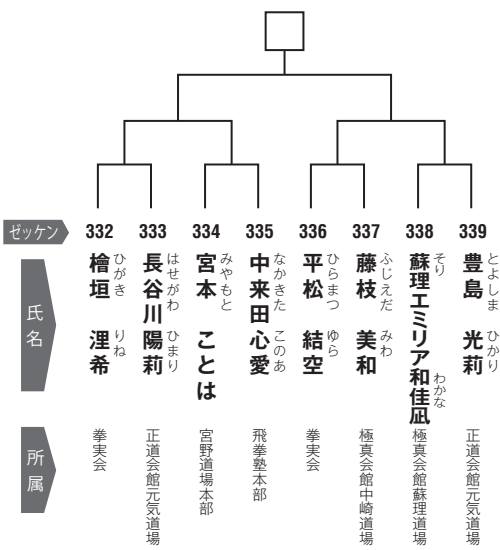 ゼッケン
332 333 334 335 336 337 338 339
氏名
ひがき りね
檜垣 浬希
はせがわ ひまり
長谷川 陽莉
みやもと
宮本 ことは
なかきた このあ
中来田 心愛
ひらまつ ゆら
平松 結空
ふじえだ みわ
藤枝 美和
そり わかな
蘇理エミリア和佳凪
とよしま ひかり
豊島 光莉
所属
拳実会
正道会館元気道場
宮野道場本部
飛拳塾本部
拳実会
極真会館中崎道場
極真会館蘇理道場
正道会館元気道場